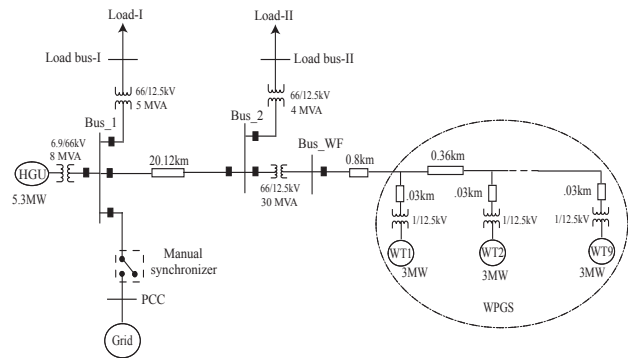 Load-I
Load-II
Load bus-I
Load bus-II
66/12.5kV
5 MVA
66/12.5kV
4 MVA
Bus_1
Bus_2
Bus_WF
6.9/66kV
8 MVA
20.12km
0.8km
0.36km
HGU
5.3MW
66/12.5kV
30 MVA
.03km
.03km
.03km
1/12.5kV
1/12.5kV
1/12.5kV
WT1
WT2
WT9
3MW
3MW
3MW
Manual
synchronizer
WPGS
PCC
Grid